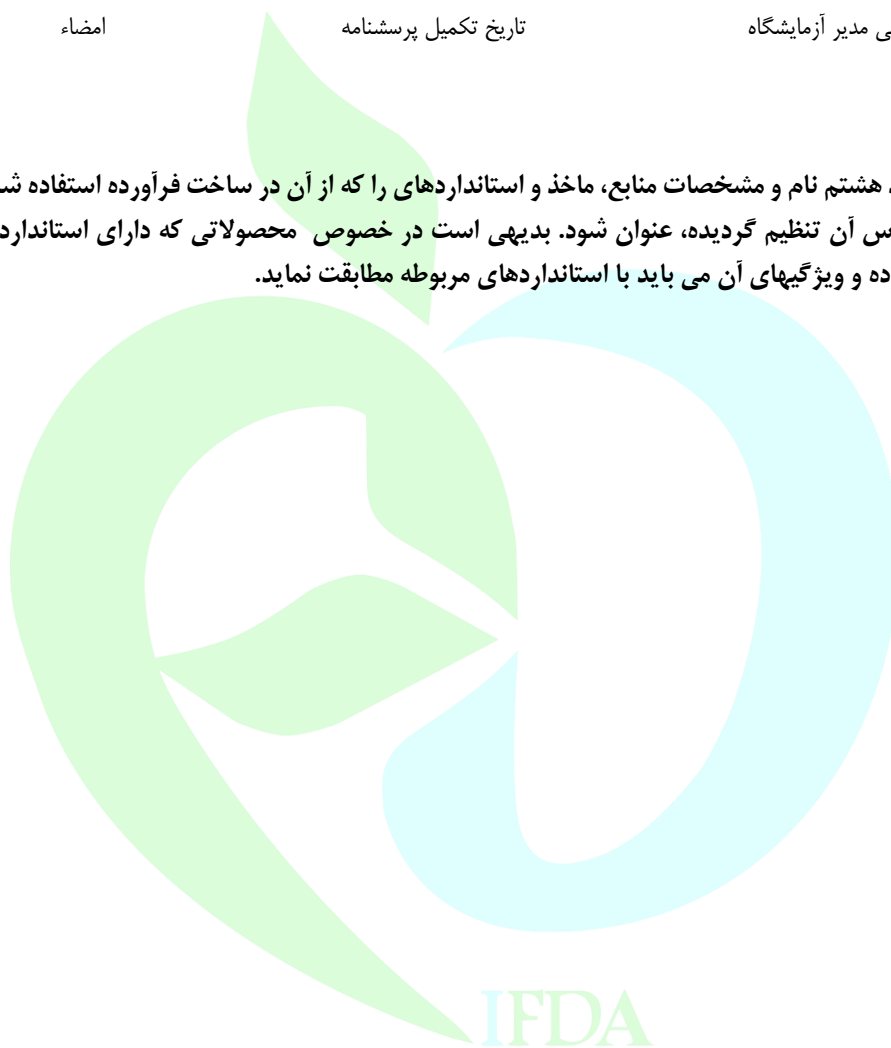 ی مدیر آزمایشگاه تاریخ تکمیل پرسشنامه امضاء
هشتم نام و مشخصات منابع، ماخذ و استانداردهای را که از آن در ساخت فرآورده استفاده
س آن تنظیم گردیده، عنوان شود. بدیهی است در خصوص محصولاتی که دارای استاندارد
ده و ویژگیهای آن می باید با استانداردهای مربوطه مطابقت نماید.
IFDA